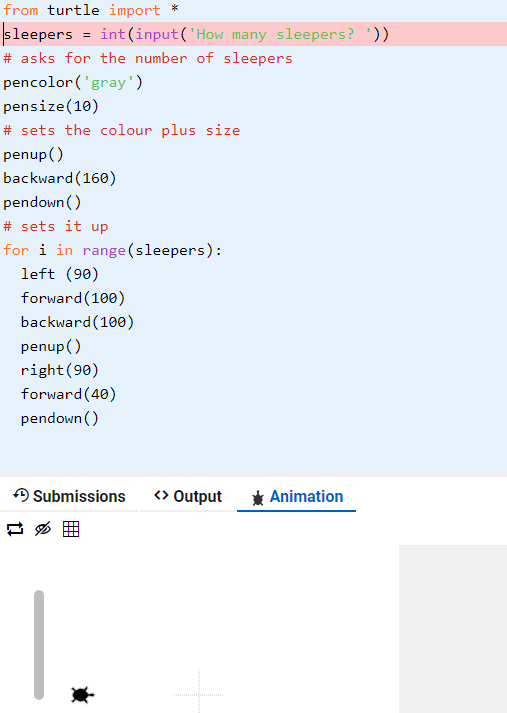 from turtle import *
sleepers = int(input('How many sleepers? '))
# asks for the number of sleepers
pencolor('gray')
pensize(10)
# sets the colour plus size
penup()
backward(160)
pendown()
# sets it up
for i in range(sleepers):
  left (90)
  forward(100)
  backward(100)
  penup()
  right(90)
  forward(40)
  pendown()
Submissions <> Output Animation